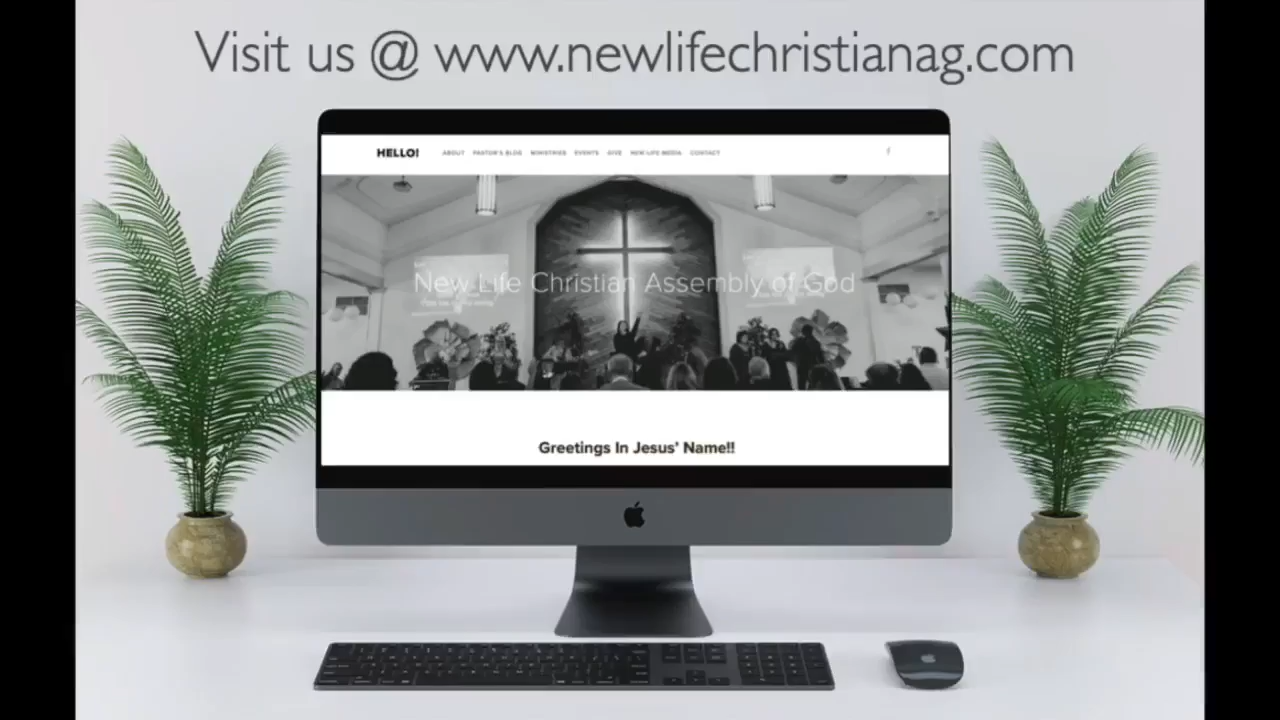 Visit us @ www.newlifechristianag.com
HELLO! ABOUT PASTOR'S BLOG MINISTRIES EVENTS GIVE NEW LIFE MEDIA CONTACT f
New Life Christian Assembly of God
Greetings In Jesus' Name!!